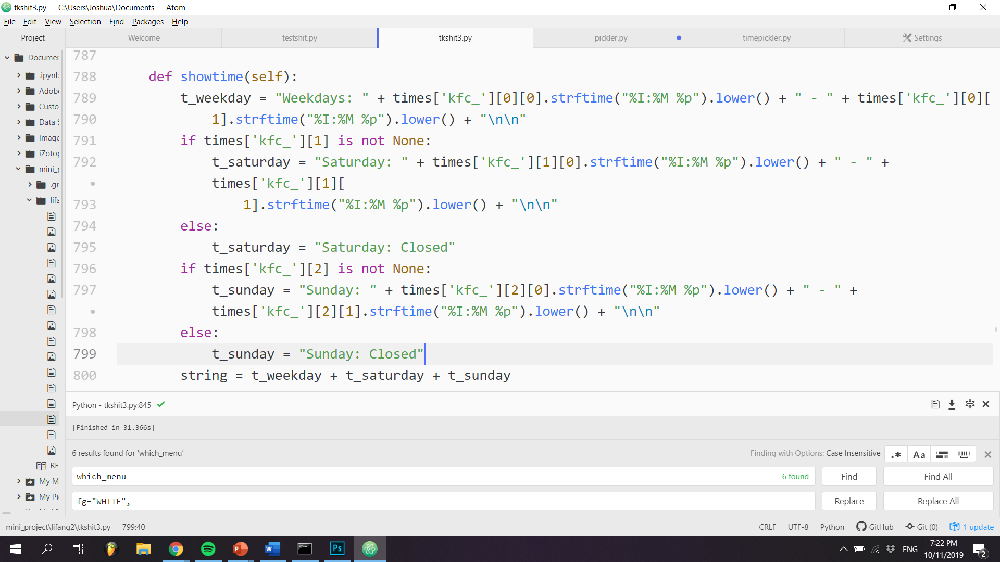 tkshit3.py — C:\Users\Joshua\Documents — Atom
File Edit View Selection Find Packages Help
Project
Welcome testshit.py tkshit3.py pickler.py timepickler.py Settings
Documen
.ipynb
Adobe
Custo
Data S
Image
iZotop
mini_p
.git
lifa
RE
My M
My Pi
787
788 def showtime(self):
789 t_weekday = "Weekdays: " + times['kfc_'][0][0].strftime("%I:%M %p").lower() + " - " + times['kfc_'][0][
790 1].strftime("%I:%M %p").lower() + "\n\n"
791 if times['kfc_'][1] is not None:
792 t_saturday = "Saturday: " + times['kfc_'][1][0].strftime("%I:%M %p").lower() + " - " +
• times['kfc_'][1][
793 1].strftime("%I:%M %p").lower() + "\n\n"
794 else:
795 t_saturday = "Saturday: Closed"
796 if times['kfc_'][2] is not None:
797 t_sunday = "Sunday: " + times['kfc_'][2][0].strftime("%I:%M %p").lower() + " - " +
• times['kfc_'][2][1].strftime("%I:%M %p").lower() + "\n\n"
798 else:
799 t_sunday = "Sunday: Closed"
800 string = t_weekday + t_saturday + t_sunday
Python - tkshit3.py:845
[Finished in 31.366s]
6 results found for 'which_menu'
Finding with Options: Case Insensitive
.* Aa
which_menu 6 found Find Find All
fg="WHITE", Replace Replace All
mini_project\lifang2\tkshit3.py 799:40 CRLF UTF-8 Python GitHub Git (0) 1 update
P W Ps ENG 7:22 PM
10/11/2019 2